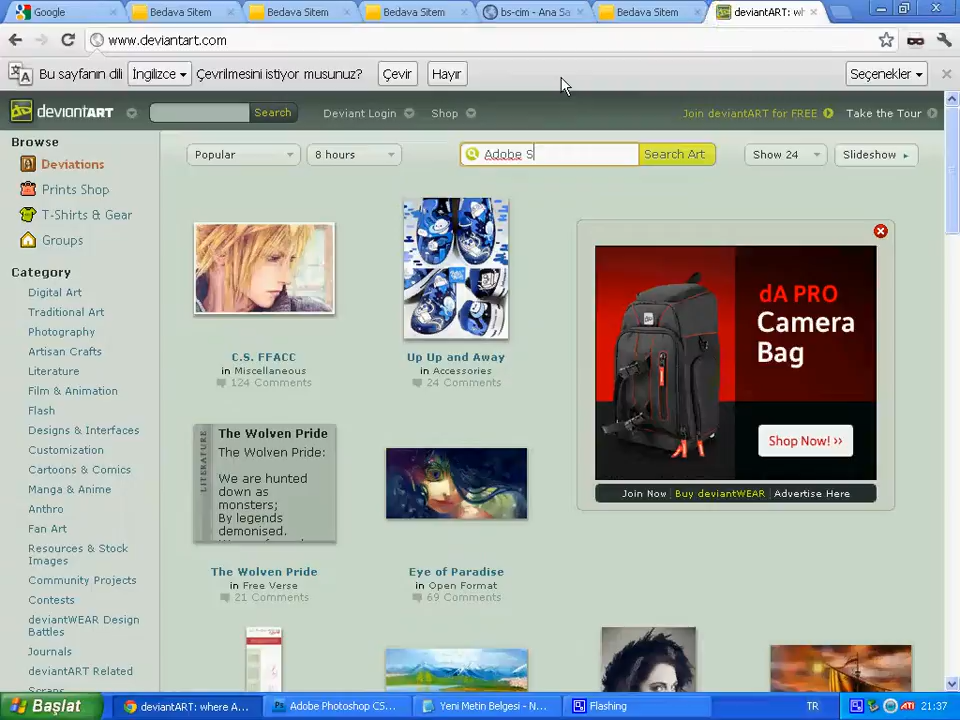 Google
Bedava Sitem
Bedava Sitem
Bedava Sitem
bs-cim - Ana Sa
Bedava Sitem
deviantART: wh
www.deviantart.com
Bu sayfanın dili İngilizce Çevrilmesini istiyor musunuz? Çevir Hayır Seçenekler
deviantART Search Deviant Login Shop Join deviantART for FREE Take the Tour
Browse
Deviations
Prints Shop
T-Shirts & Gear
Groups
Category
Digital Art
Traditional Art
Photography
Artisan Crafts
Literature
Film & Animation
Flash
Designs & Interfaces
Customization
Cartoons & Comics
Manga & Anime
Anthro
Fan Art
Resources & Stock
Images
Community Projects
Contests
deviantWEAR Design
Battles
Journals
deviantART Related
Scraps
Popular 8 hours Adobe S Search Art Show 24 Slideshow
C.S. FFACC
in Miscellaneous
124 Comments
Up Up and Away
in Accessories
24 Comments
dA PRO
Camera
Bag
Shop Now! >>
Join Now Buy deviantWEAR Advertise Here
LITERATURE
The Wolven Pride
The Wolven Pride:
We are hunted
down as
monsters;
By legends
demonised.
The Wolven Pride
in Free Verse
21 Comments
Eye of Paradise
in Open Format
69 Comments
Başlat deviantART: where A... Adobe Photoshop CS5... Yeni Metin Belgesi - N... Flashing TR 21:37